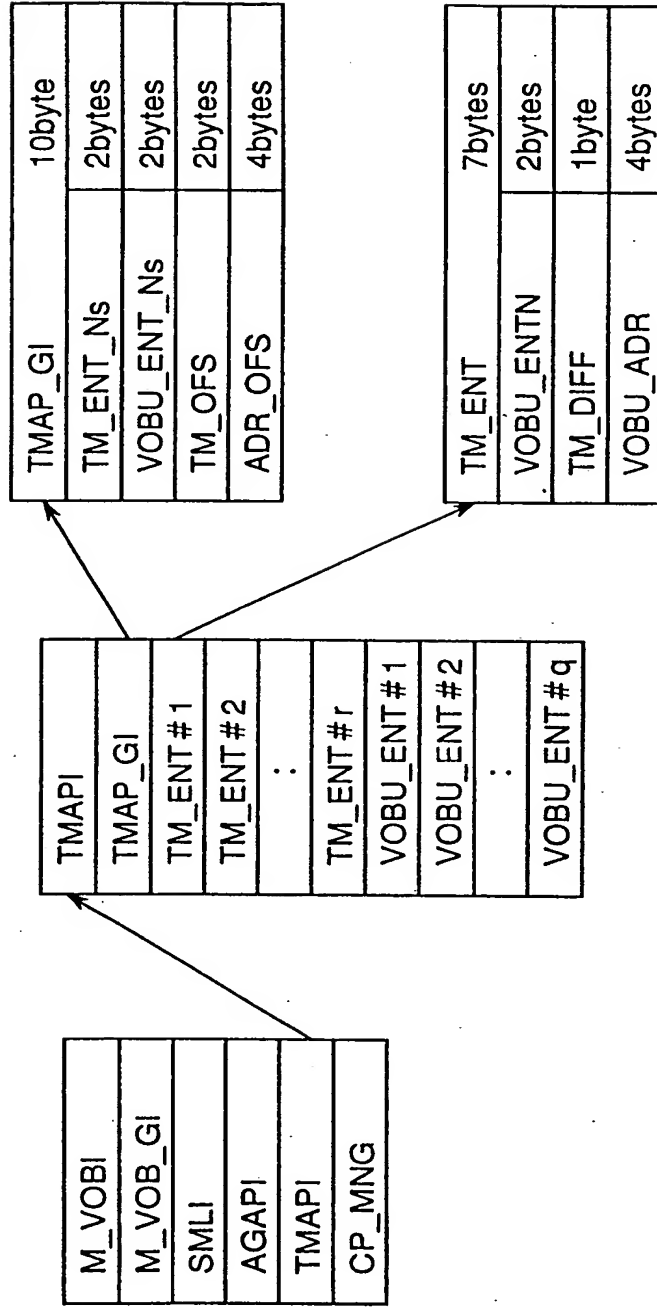 M_VOBI
M_VOB_GI
SMLI
AGAPI
TMAPI
CP_MNG
TMAPI
TMAP_GI
TM_ENT#1
TM_ENT#2
:
TM_ENT#r
VOBU_ENT#1
VOBU_ENT#2
:
VOBU_ENT#q
TMAP_GI 10byte
TM_ENT_Ns 2bytes
VOBU_ENT_Ns 2bytes
TM_OFS 2bytes
ADR_OFS 4bytes
TM_ENT 7bytes
VOBU_ENTN 2bytes
TM_DIFF 1byte
VOBU_ADR 4bytes